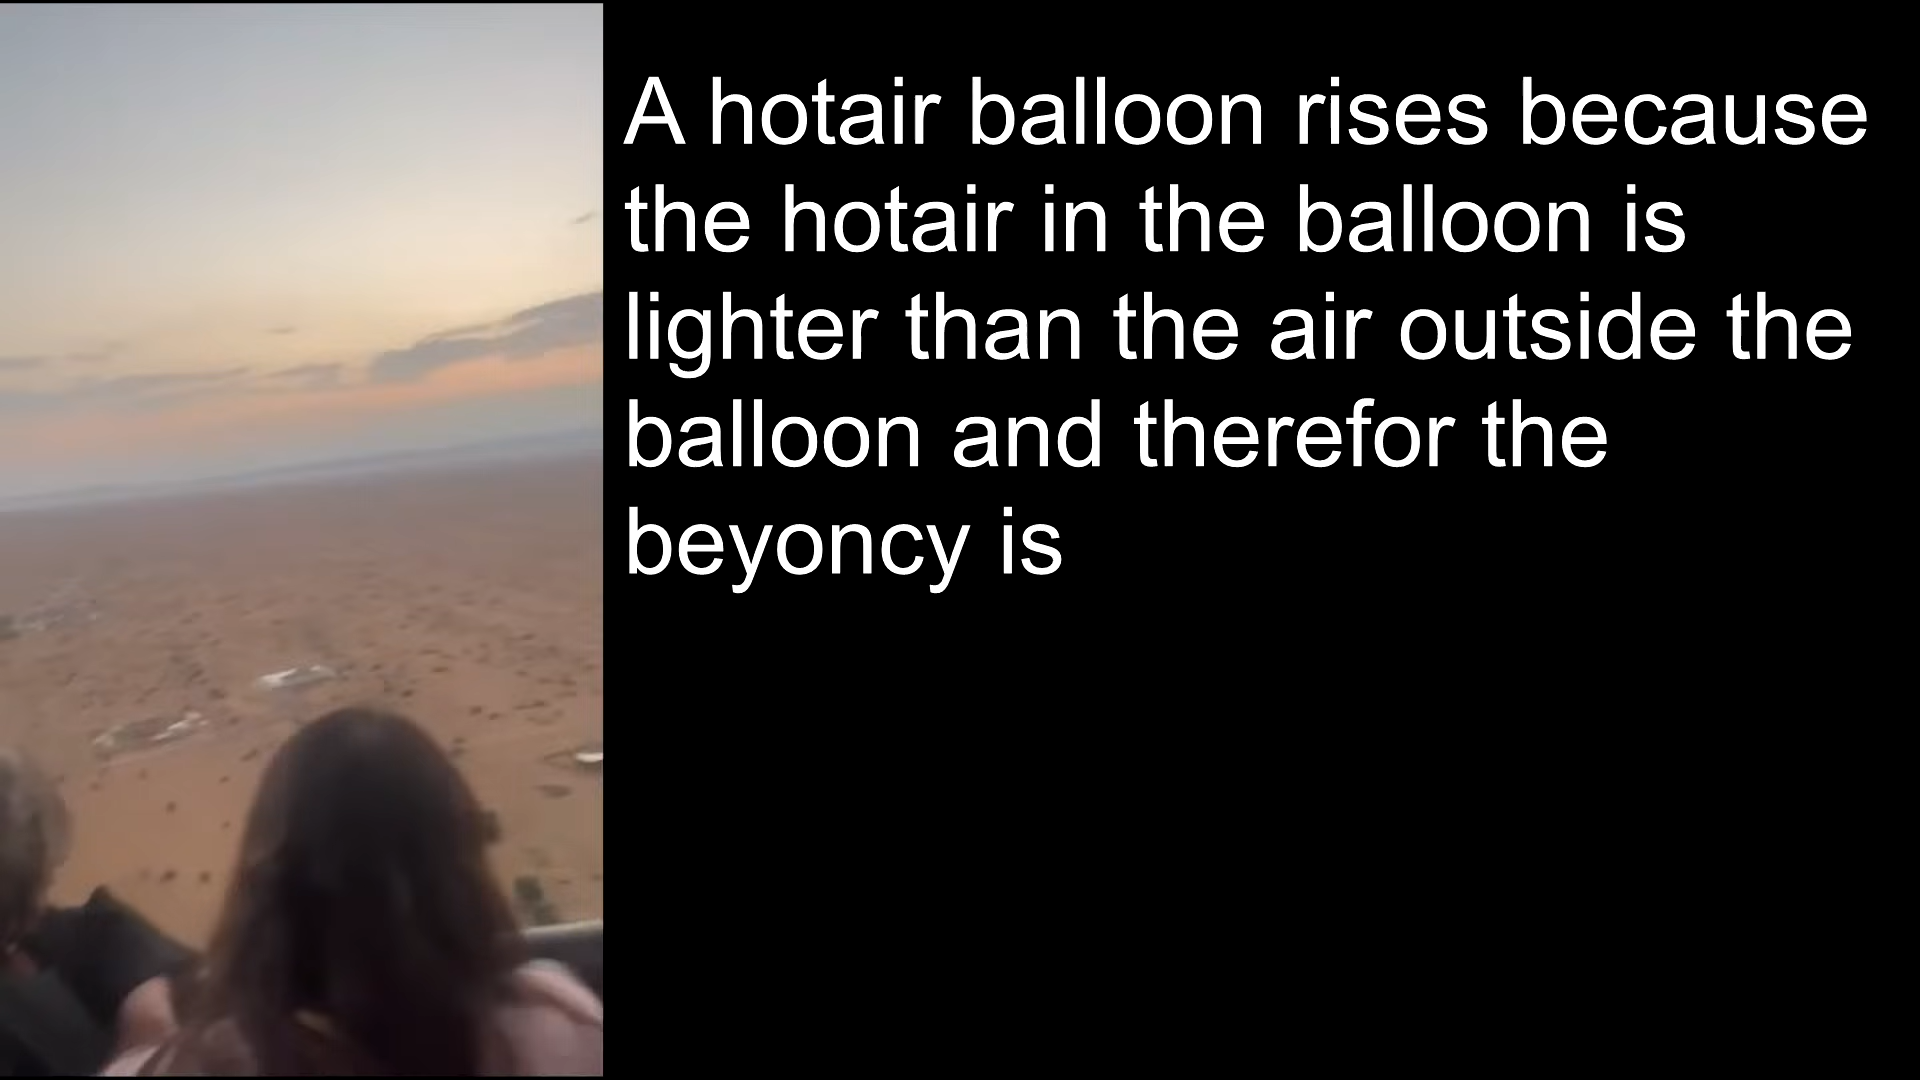 A hotair balloon rises because
the hotair in the balloon is
lighter than the air outside the
balloon and therefor the
beyoncy is